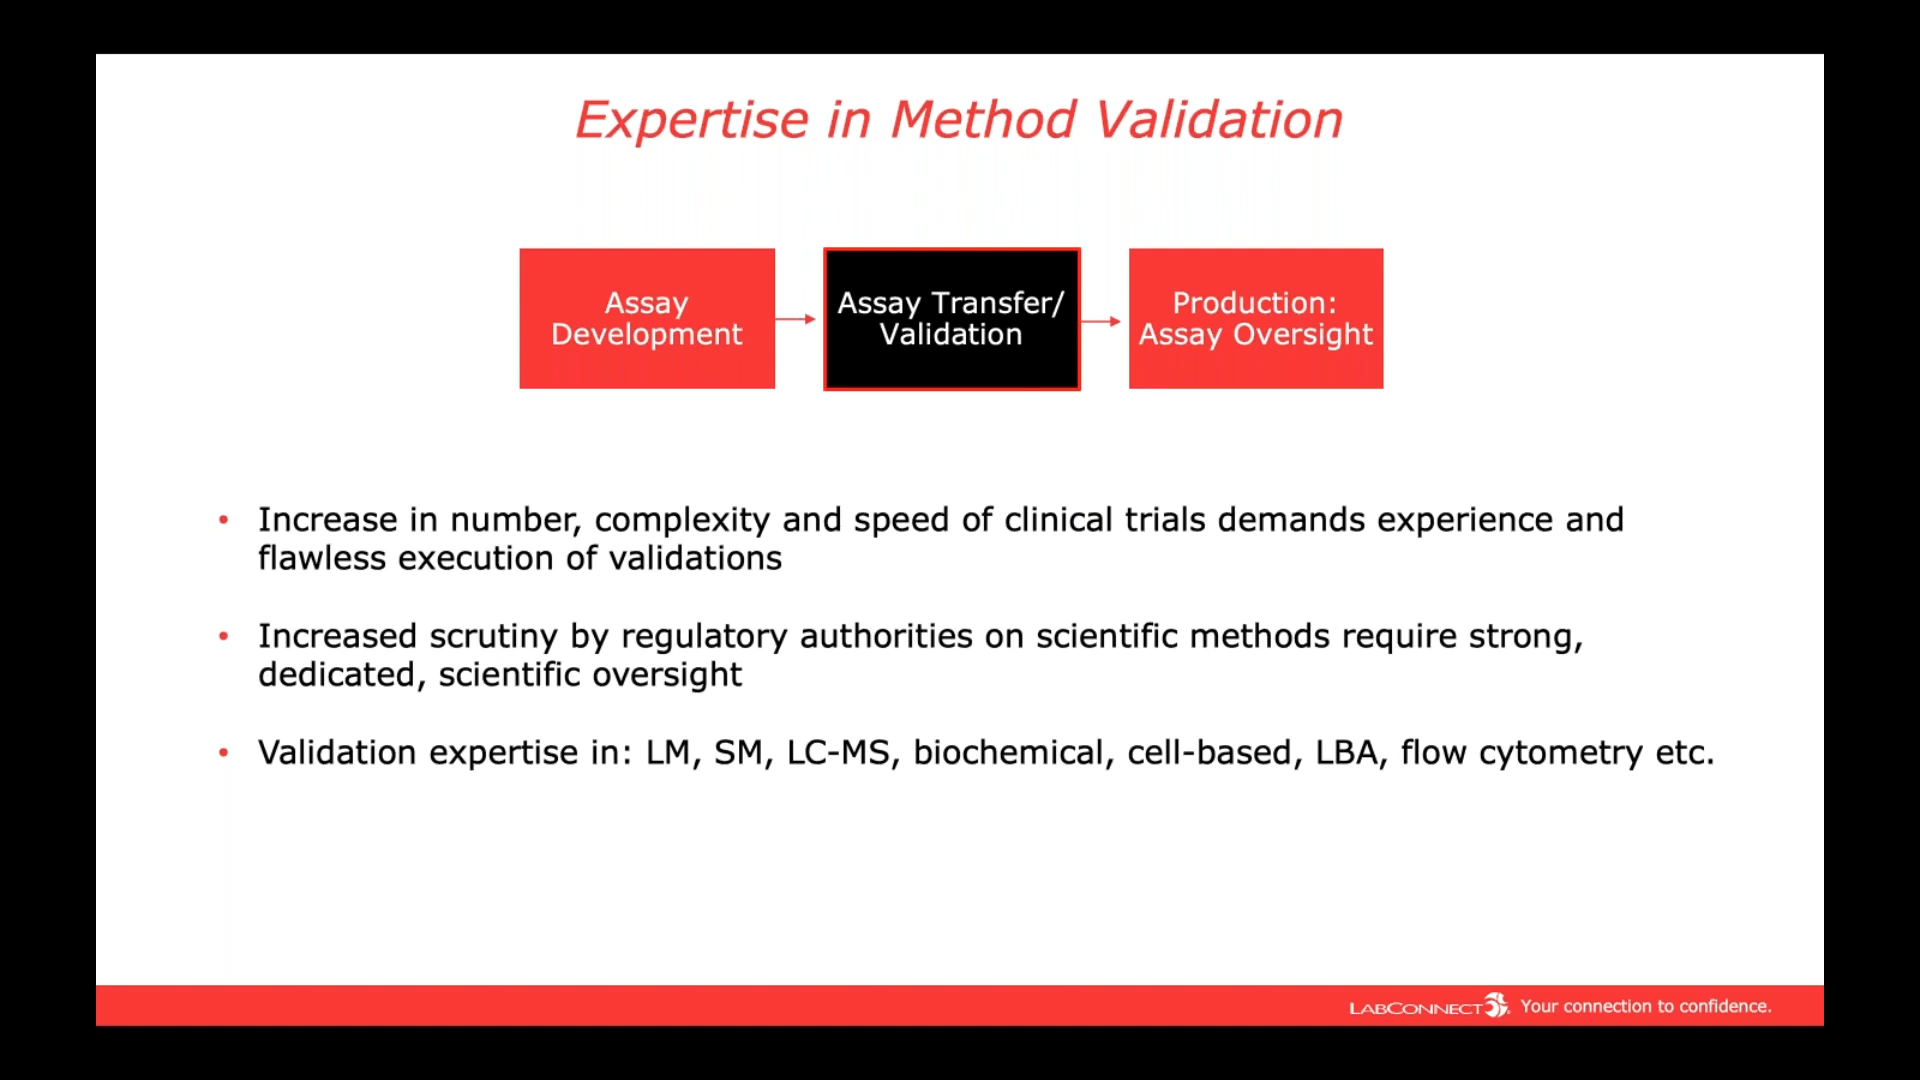 Expertise in Method Validation
Assay
Development
Assay Transfer/
Validation
Production:
Assay Oversight
• Increase in number, complexity and speed of clinical trials demands experience and
flawless execution of validations
• Increased scrutiny by regulatory authorities on scientific methods require strong,
dedicated, scientific oversight
• Validation expertise in: LM, SM, LC-MS, biochemical, cell-based, LBA, flow cytometry etc.
LABCONNECT Your connection to confidence.